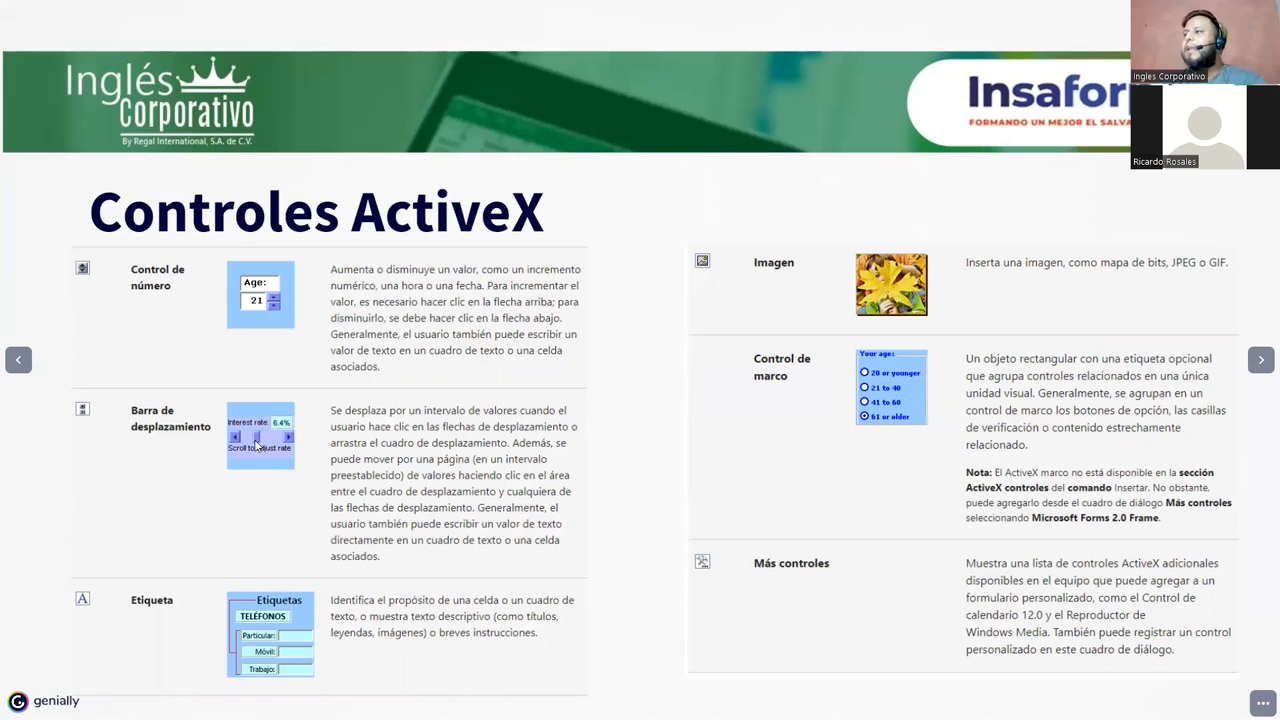 Inglés
Corporativo
By Regal International, S.A. de C.V.
Insafor
FORMANDO UN MEJOR EL SALVA
Ingles Corporativo
Ricardo Rosales
Controles ActiveX
Control de
número
Age:
21
Aumenta o disminuye un valor, como un incremento
numérico, una hora o una fecha. Para incrementar el
valor, es necesario hacer clic en la flecha arriba; para
disminuirlo, se debe hacer clic en la flecha abajo.
Generalmente, el usuario también puede escribir un
valor de texto en un cuadro de texto o una celda
asociados.
Barra de
desplazamiento
Interest rate: 6.4%
Scroll to adjust rate
Se desplaza por un intervalo de valores cuando el
usuario hace clic en las flechas de desplazamiento o
arrastra el cuadro de desplazamiento. Además, se
puede mover por una página (en un intervalo
preestablecido) de valores haciendo clic en el área
entre el cuadro de desplazamiento y cualquiera de
las flechas de desplazamiento. Generalmente, el
usuario también puede escribir un valor de texto
directamente en un cuadro de texto o una celda
asociados.
A
Etiqueta
Etiquetas
TELÉFONOS
Particular:
Móvil:
Trabajo:
Identifica el propósito de una celda o un cuadro de
texto, o muestra texto descriptivo (como títulos,
leyendas, imágenes) o breves instrucciones.
Imagen
Inserta una imagen, como mapa de bits, JPEG o GIF.
Control de
marco
Your age:
20 or younger
21 to 40
41 to 60
61 or older
Un objeto rectangular con una etiqueta opcional
que agrupa controles relacionados en una única
unidad visual. Generalmente, se agrupan en un
control de marco los botones de opción, las casillas
de verificación o contenido estrechamente
relacionado.
Nota: El ActiveX marco no está disponible en la sección
ActiveX controles del comando Insertar. No obstante,
puede agregarlo desde el cuadro de diálogo Más controles
seleccionando Microsoft Forms 2.0 Frame.
Más controles
Muestra una lista de controles ActiveX adicionales
disponibles en el equipo que puede agregar a un
formulario personalizado, como el Control de
calendario 12.0 y el Reproductor de
Windows Media. También puede registrar un control
personalizado en este cuadro de diálogo.
genially